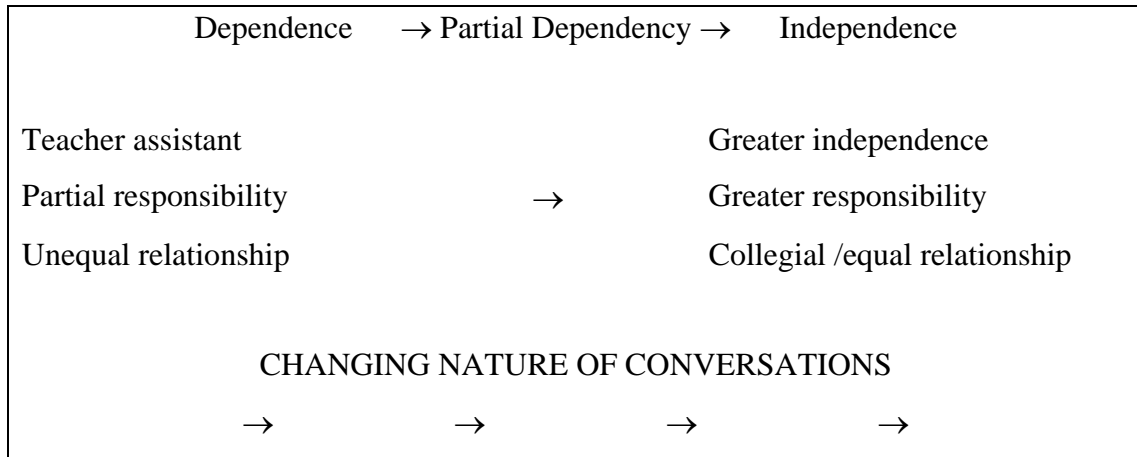 Dependence → Partial Dependency → Independence
Teacher assistant Greater independence
Partial responsibility → Greater responsibility
Unequal relationship Collegial /equal relationship
CHANGING NATURE OF CONVERSATIONS
→ → → →